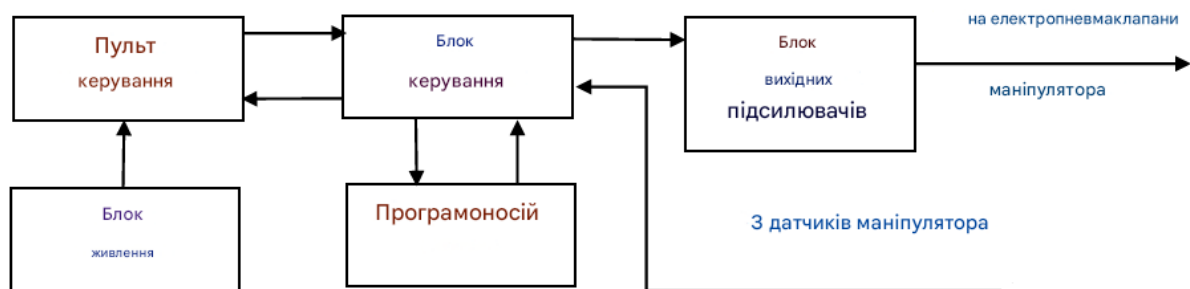 Пульт
керування
Блок
керування
Блок
вихідних
підсилювачів
на електропневмаклапани
маніпулятора
Блок
живлення
Програмоносій
З датчиків маніпулятора